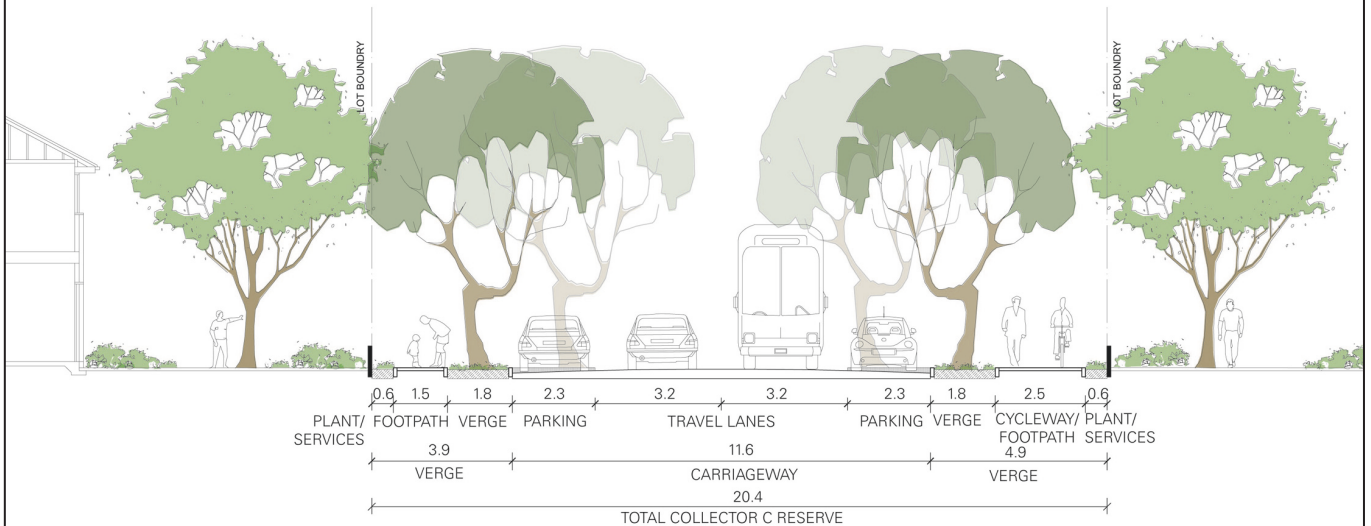 LOT BOUNDRY
LOT BOUNDRY
0.6 1.5 1.8 2.3 3.2 3.2 2.3 1.8 2.5 0.6
PLANT/ FOOTPATH VERGE PARKING TRAVEL LANES PARKING VERGE CYCLEWAY/ PLANT/
SERVICES FOOTPATH SERVICES
3.9 11.6 4.9
VERGE CARRIAGEWAY VERGE
20.4
TOTAL COLLECTOR C RESERVE